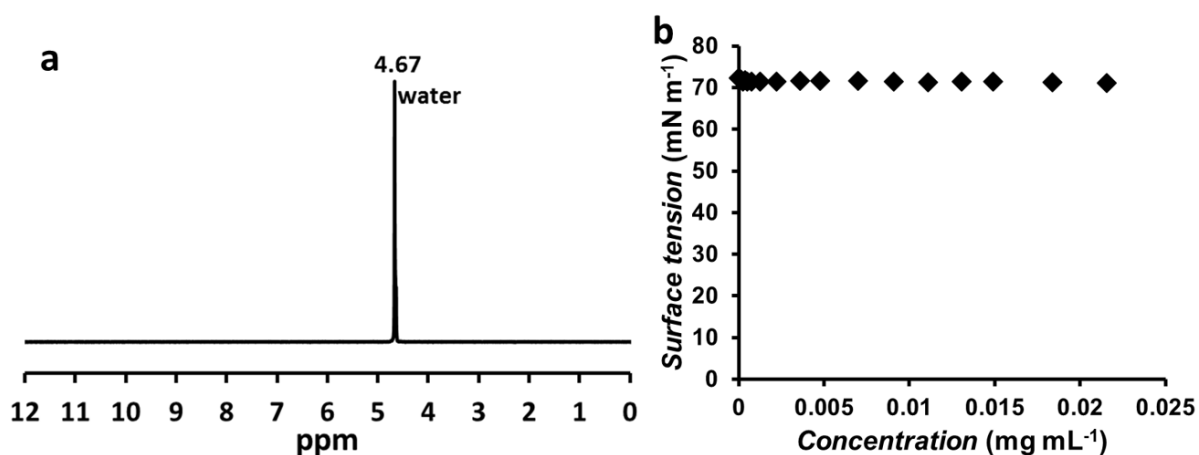 a
4.67
water
12 11 10 9 8 7 6 5 4 3 2 1 0
ppm
b
Surface tension (mN m-1)
80
70
60
50
40
30
20
10
0
0 0.005 0.01 0.015 0.02 0.025
Concentration (mg mL-1)